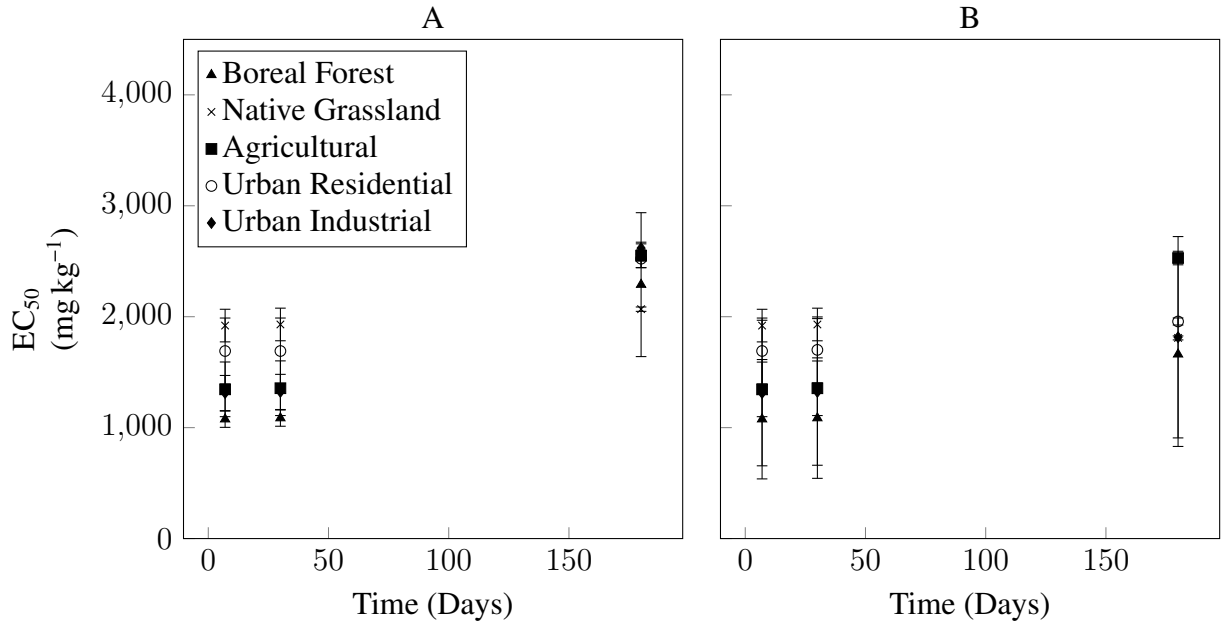 A
B
Boreal Forest
Native Grassland
Agricultural
Urban Residential
Urban Industrial
EC₅₀
(mg kg⁻¹)
4,000
3,000
2,000
1,000
0
0 50 100 150
0 50 100 150
Time (Days)
Time (Days)